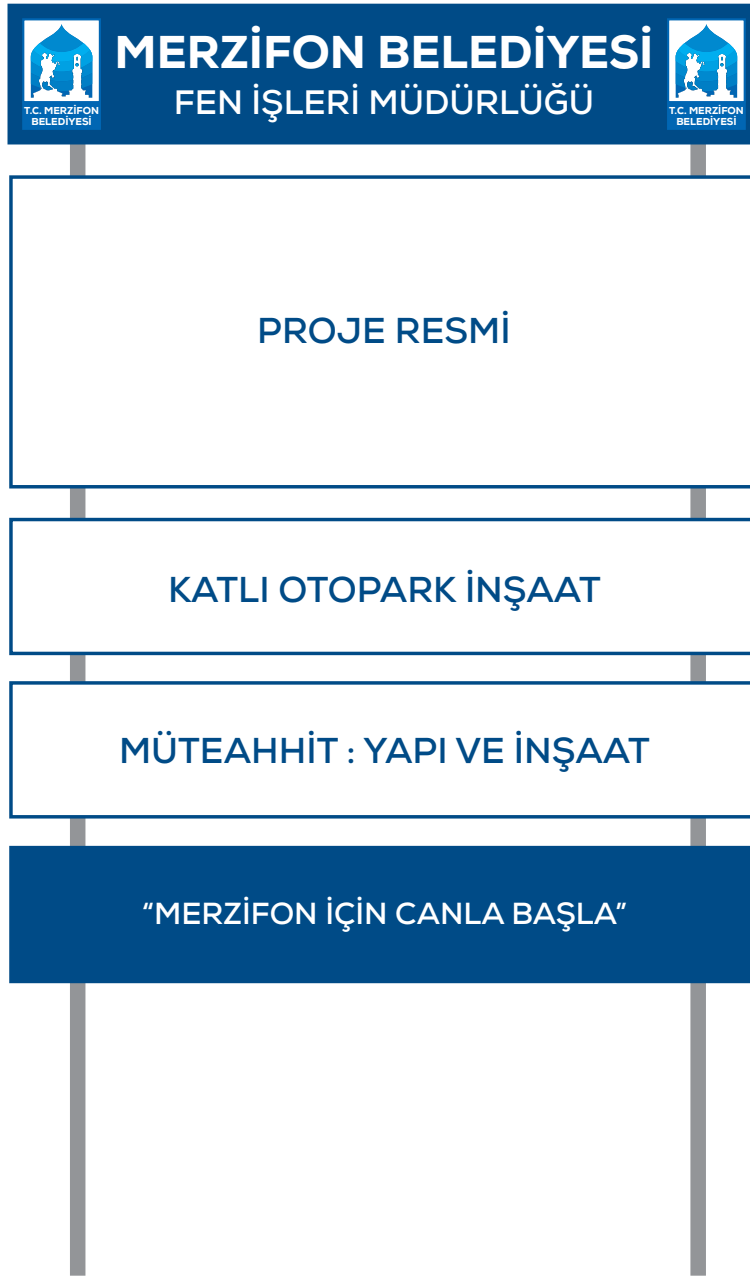 MERZİFON BELEDİYESİ
FEN İŞLERİ MÜDÜRLÜĞÜ
T.C. MERZİFON
BELEDİYESİ
T.C. MERZİFON
BELEDİYESİ
PROJE RESMİ
KATLI OTOPARK İNŞAAT
MÜTEAHHİT : YAPI VE İNŞAAT
“MERZİFON İÇİN CANLA BAŞLA”